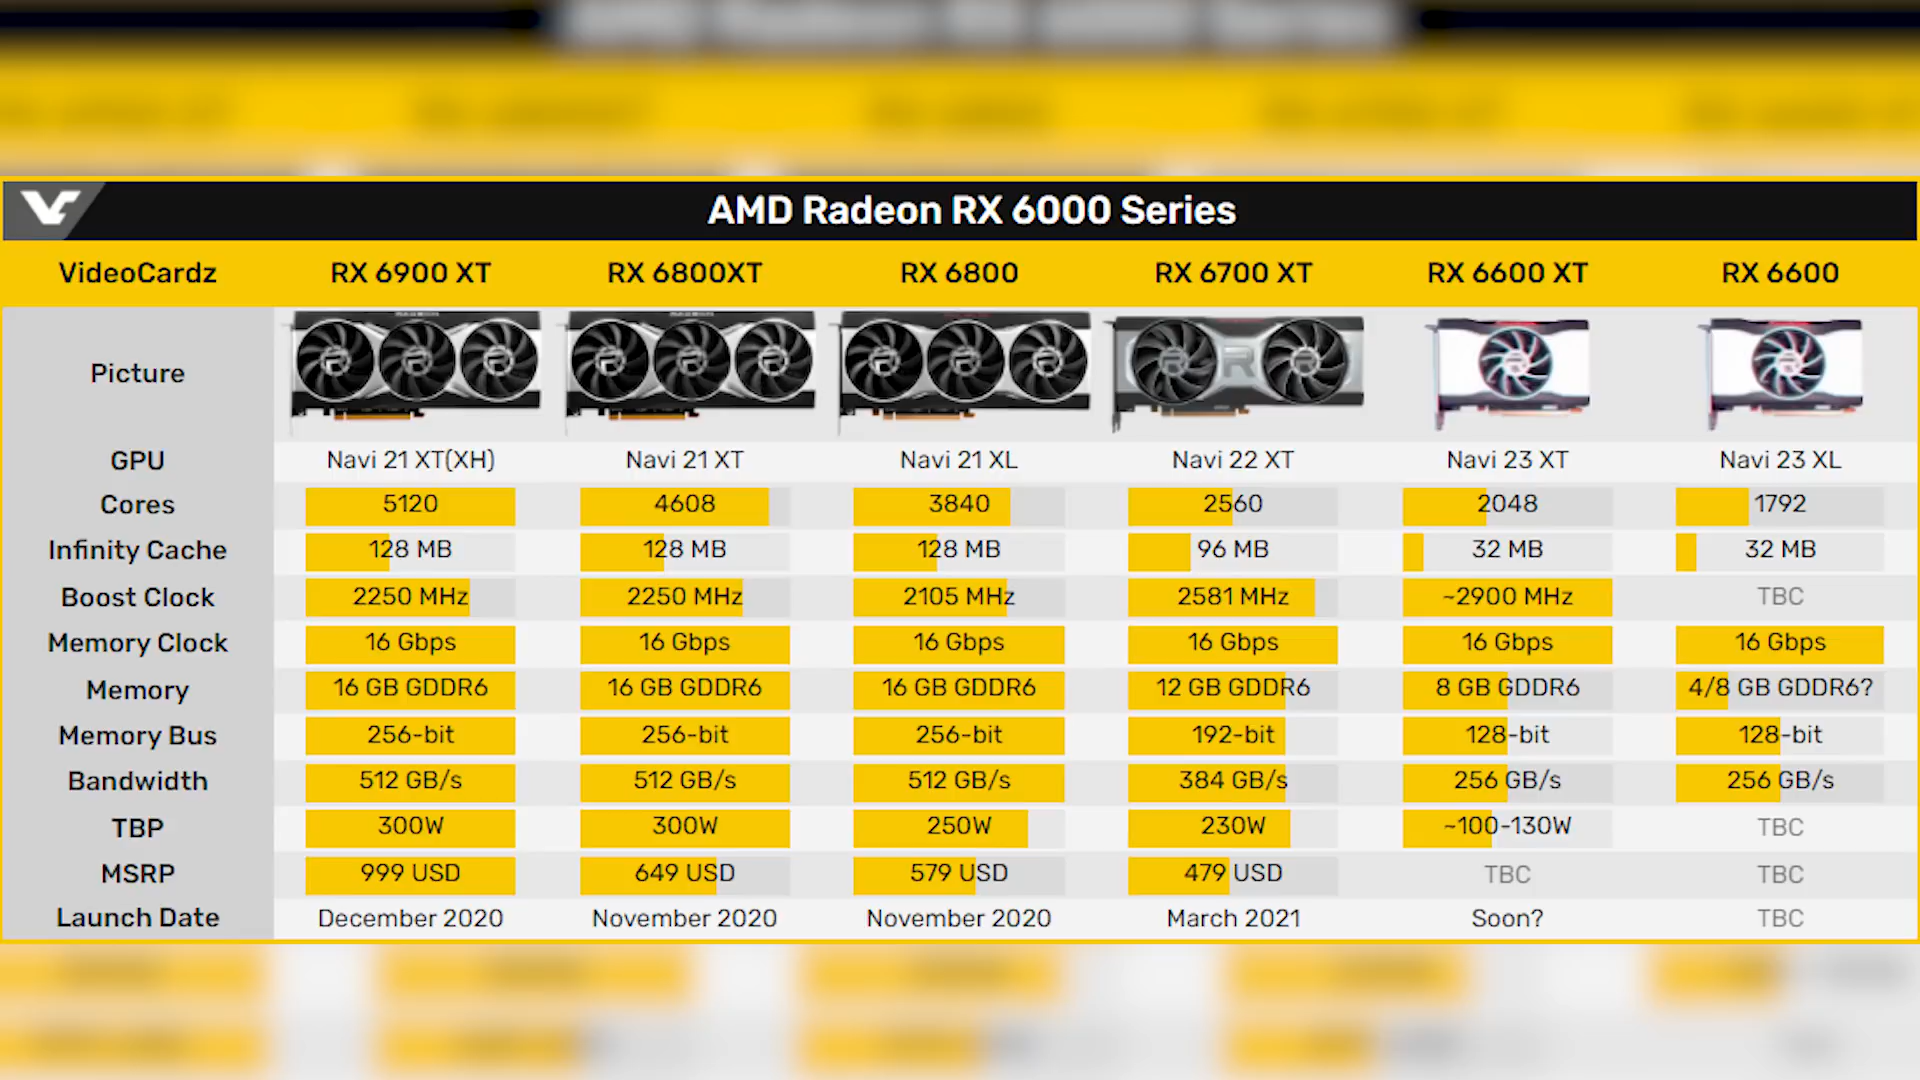 AMD Radeon RX 6000 Series
VideoCardz RX 6900 XT RX 6800XT RX 6800 RX 6700 XT RX 6600 XT RX 6600
Picture
GPU Navi 21 XT(XH) Navi 21 XT Navi 21 XL Navi 22 XT Navi 23 XT Navi 23 XL
Cores 5120 4608 3840 2560 2048 1792
Infinity Cache 128 MB 128 MB 128 MB 96 MB 32 MB 32 MB
Boost Clock 2250 MHz 2250 MHz 2105 MHz 2581 MHz ~2900 MHz TBC
Memory Clock 16 Gbps 16 Gbps 16 Gbps 16 Gbps 16 Gbps 16 Gbps
Memory 16 GB GDDR6 16 GB GDDR6 16 GB GDDR6 12 GB GDDR6 8 GB GDDR6 4/8 GB GDDR6?
Memory Bus 256-bit 256-bit 256-bit 192-bit 128-bit 128-bit
Bandwidth 512 GB/s 512 GB/s 512 GB/s 384 GB/s 256 GB/s 256 GB/s
TBP 300W 300W 250W 230W ~100-130W TBC
MSRP 999 USD 649 USD 579 USD 479 USD TBC TBC
Launch Date December 2020 November 2020 November 2020 March 2021 Soon? TBC